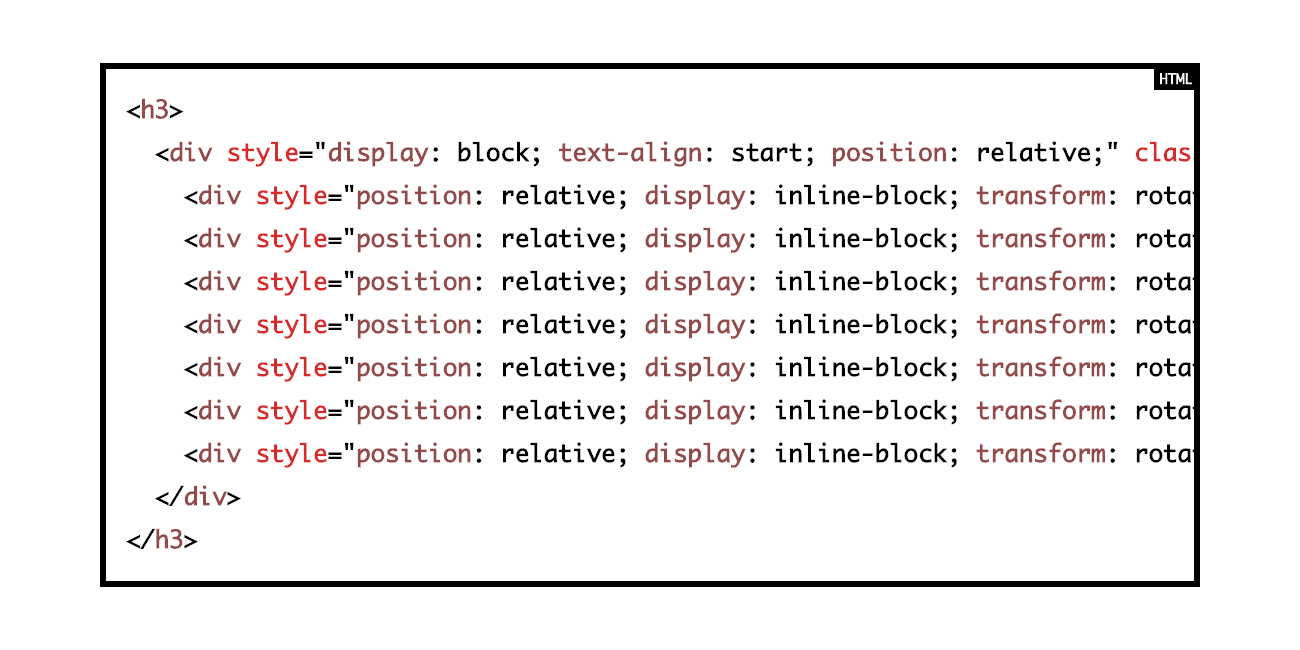 HTML
<h3>
<div style="display: block; text-align: start; position: relative;" clas
<div style="position: relative; display: inline-block; transform: rota
<div style="position: relative; display: inline-block; transform: rota
<div style="position: relative; display: inline-block; transform: rota
<div style="position: relative; display: inline-block; transform: rota
<div style="position: relative; display: inline-block; transform: rota
<div style="position: relative; display: inline-block; transform: rota
<div style="position: relative; display: inline-block; transform: rota
</div>
</h3>